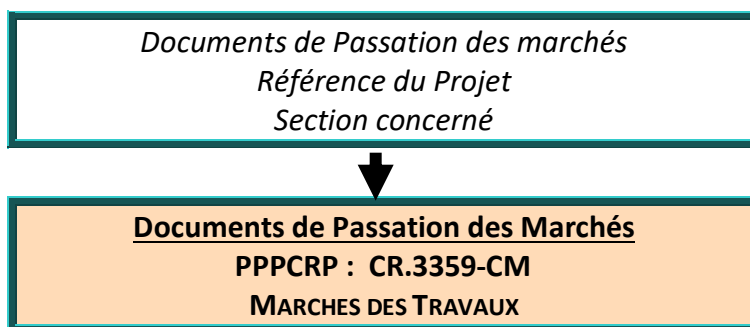 Documents de Passation des marchés
Référence du Projet
Section concerné
Documents de Passation des Marchés
PPPCRP : CR.3359-CM
MARCHES DES TRAVAUX